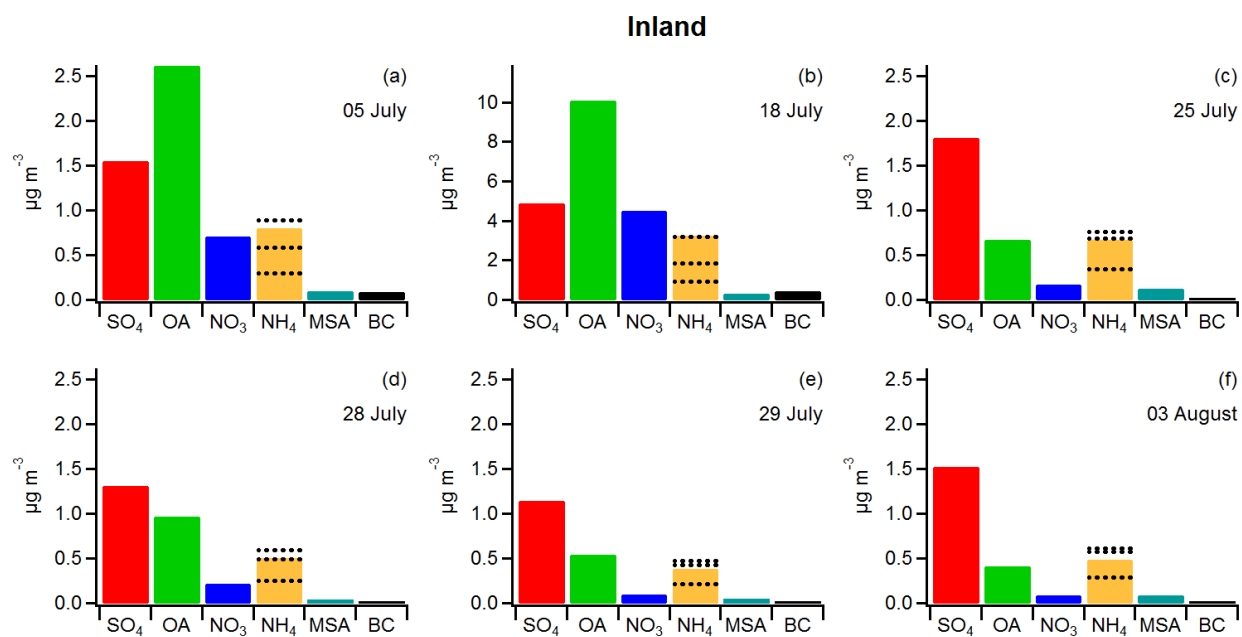 Inland
(a)
05 July
µg m⁻³
2.5
2.0
1.5
1.0
0.5
0.0
SO₄ OA NO₃ NH₄ MSA BC
(b)
18 July
µg m⁻³
10
8
6
4
2
0
SO₄ OA NO₃ NH₄ MSA BC
(c)
25 July
µg m⁻³
2.5
2.0
1.5
1.0
0.5
0.0
SO₄ OA NO₃ NH₄ MSA BC
(d)
28 July
µg m⁻³
2.5
2.0
1.5
1.0
0.5
0.0
SO₄ OA NO₃ NH₄ MSA BC
(e)
29 July
µg m⁻³
2.5
2.0
1.5
1.0
0.5
0.0
SO₄ OA NO₃ NH₄ MSA BC
(f)
03 August
µg m⁻³
2.5
2.0
1.5
1.0
0.5
0.0
SO₄ OA NO₃ NH₄ MSA BC